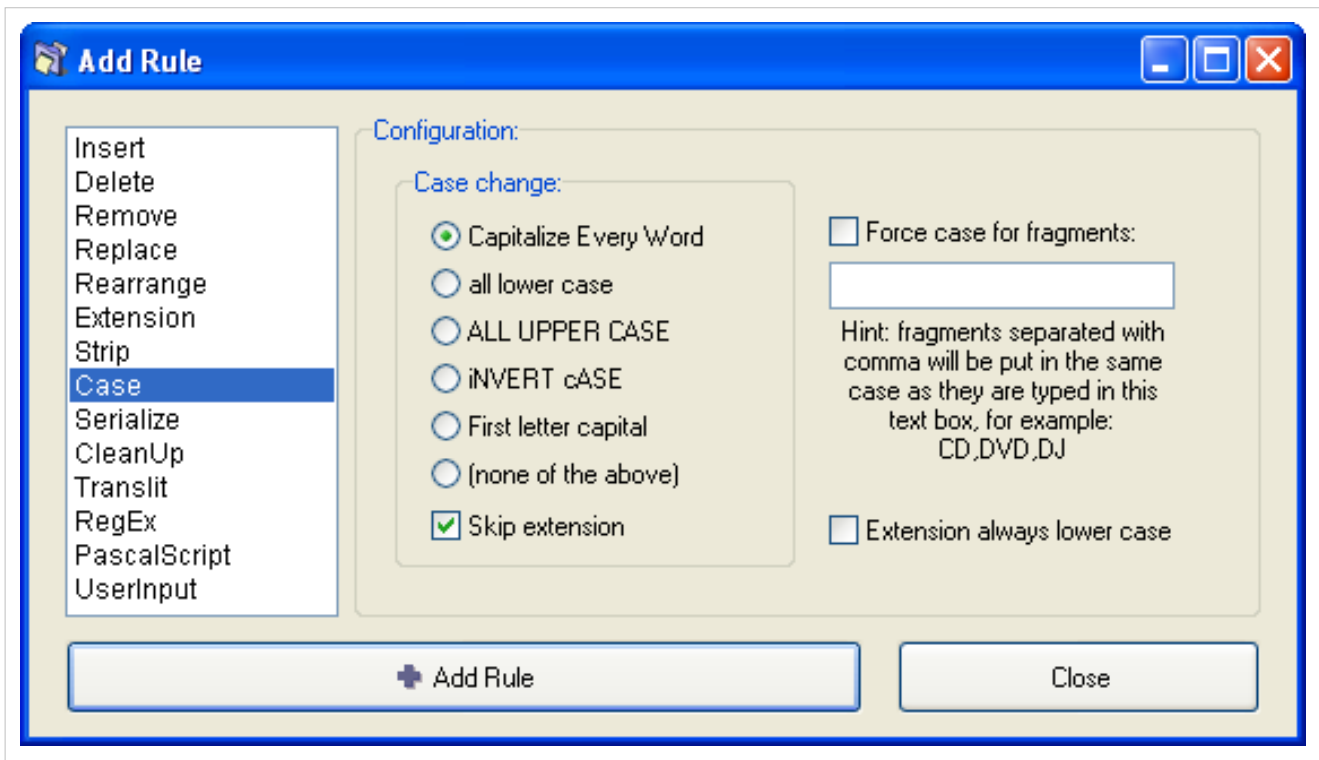 Add Rule
Insert
Delete
Remove
Replace
Rearrange
Extension
Strip
Case
Serialize
CleanUp
Translit
RegEx
PascalScript
UserInput
Configuration:
Case change:
Capitalize Every Word
all lower case
ALL UPPER CASE
iNVERT cASE
First letter capital
(none of the above)
Skip extension
Force case for fragments:
Hint: fragments separated with
comma will be put in the same
case as they are typed in this
text box, for example:
CD,DVD,DJ
Extension always lower case
Add Rule
Close